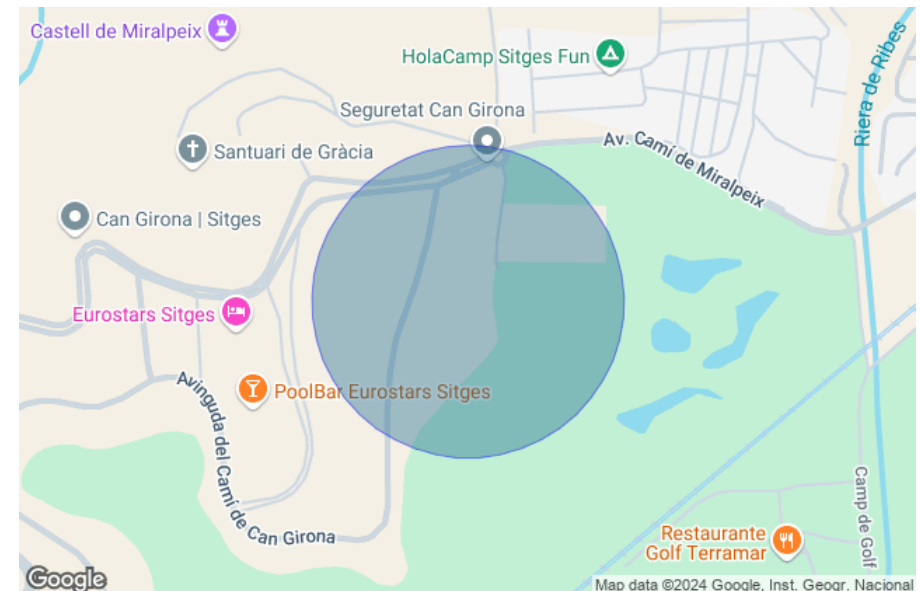 Castell de Miralpeix
HolaCamp Sitges Fun
Riera de Ribes
Seguretat Can Girona
Av. Camí de Miralpeix
Santuari de Gràcia
Can Girona | Sitges
Eurostars Sitges
PoolBar Eurostars Sitges
Avinguda del Camí de Can Girona
Camp de Golf
Restaurante
Golf Terramar
Google
Map data ©2024 Google, Inst. Geogr. Nacional